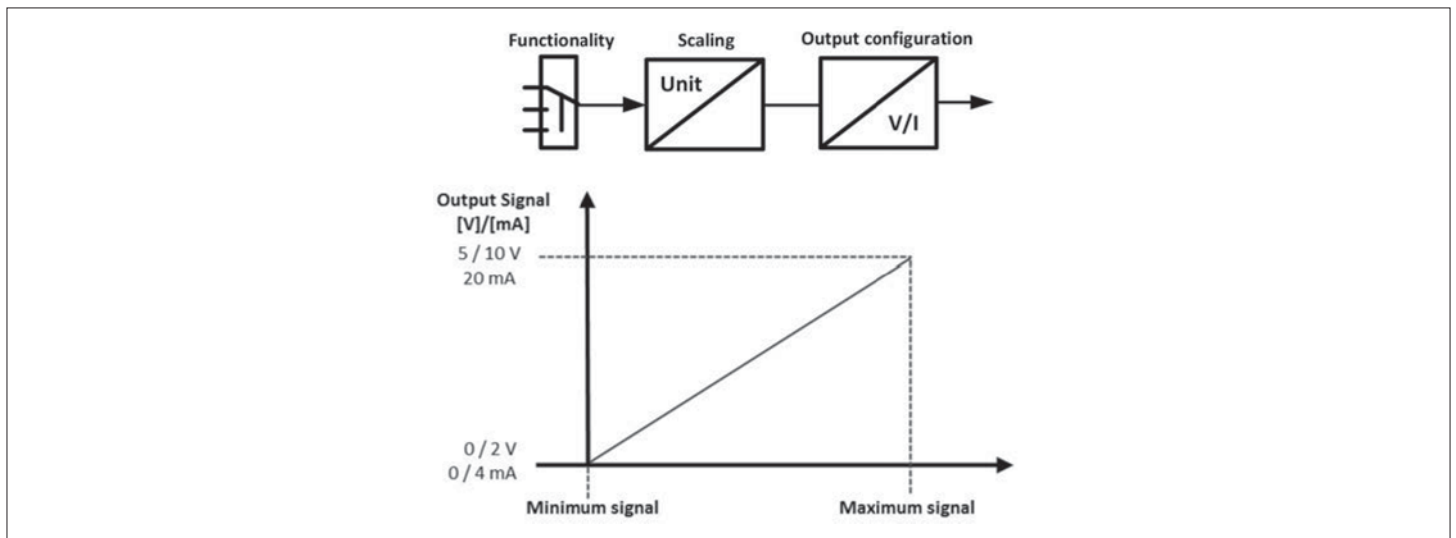 Functionality
Scaling
Output configuration
Unit
V/I
Output Signal
[V]/[mA]
5 / 10 V
20 mA
0 / 2 V
0 / 4 mA
Minimum signal
Maximum signal